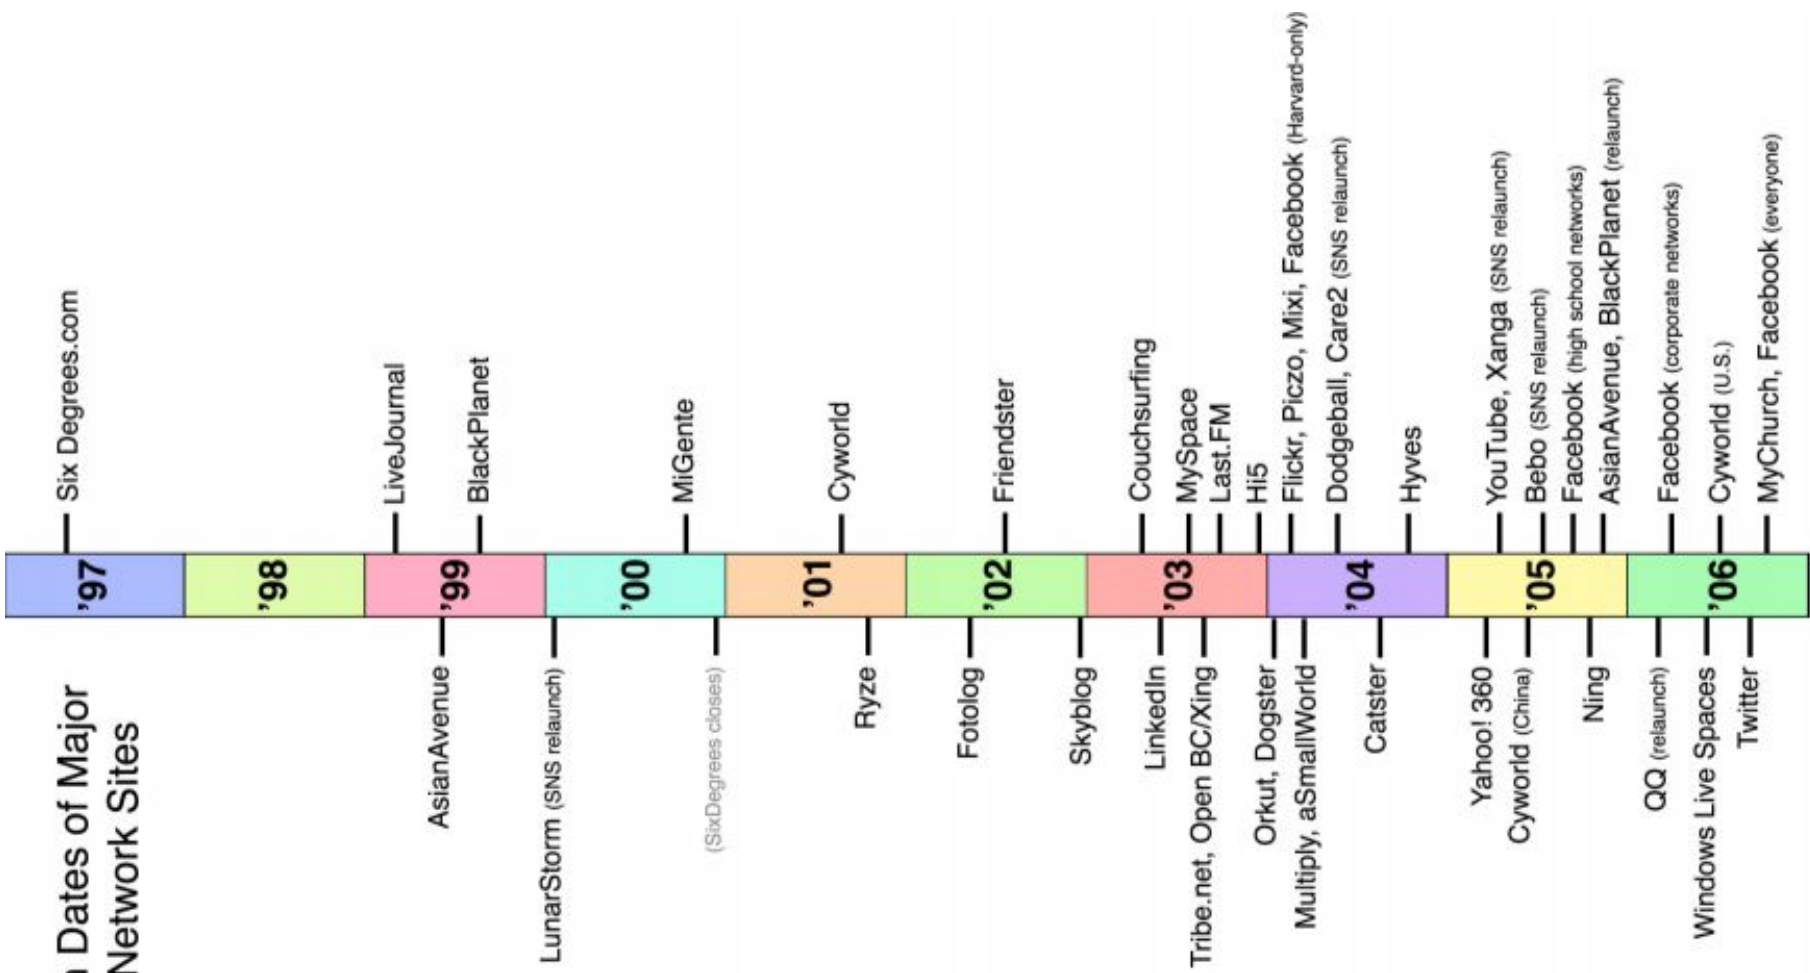 Dates of Major
Network Sites
'97
'98
'99
'00
'01
'02
'03
'04
'05
'06
Six Degrees.com
LiveJournal
AsianAvenue
BlackPlanet
LunarStorm (SNS relaunch)
MiGente
(SixDegrees closes)
Cyworld
Ryze
Fotolog
Friendster
Skyblog
Couchsurfing
LinkedIn
MySpace
Tribe.net, Open BC/Xing
Last.FM
Hi5
Orkut, Dogster
Flickr, Piczo, Mixi, Facebook (Harvard-only)
Multiply, aSmallWorld
Dodgeball, Care2 (SNS relaunch)
Catster
Hyves
Yahoo! 360
YouTube, Xanga (SNS relaunch)
Cyworld (China)
Bebo (SNS relaunch)
Facebook (high school networks)
Ning
AsianAvenue, BlackPlanet (relaunch)
QQ (relaunch)
Facebook (corporate networks)
Windows Live Spaces
Cyworld (U.S.)
Twitter
MyChurch, Facebook (everyone)